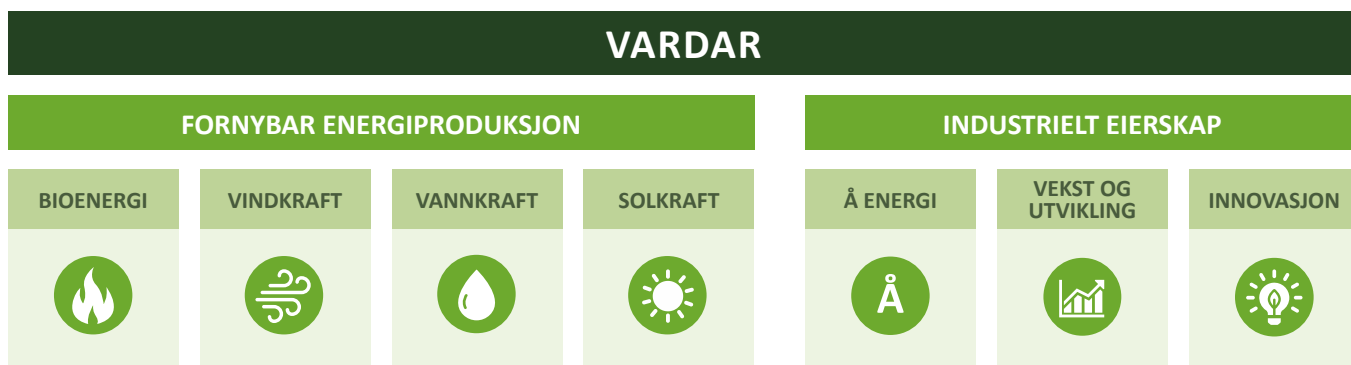 VARDAR
FORNYBAR ENERGIPRODUKSJON
INDUSTRIELT EIERSKAP
BIOENERGI
VINDKRAFT
VANNKRAFT
SOLKRAFT
Å ENERGI
VEKST OG
UTVIKLING
INNOVASJON
Å